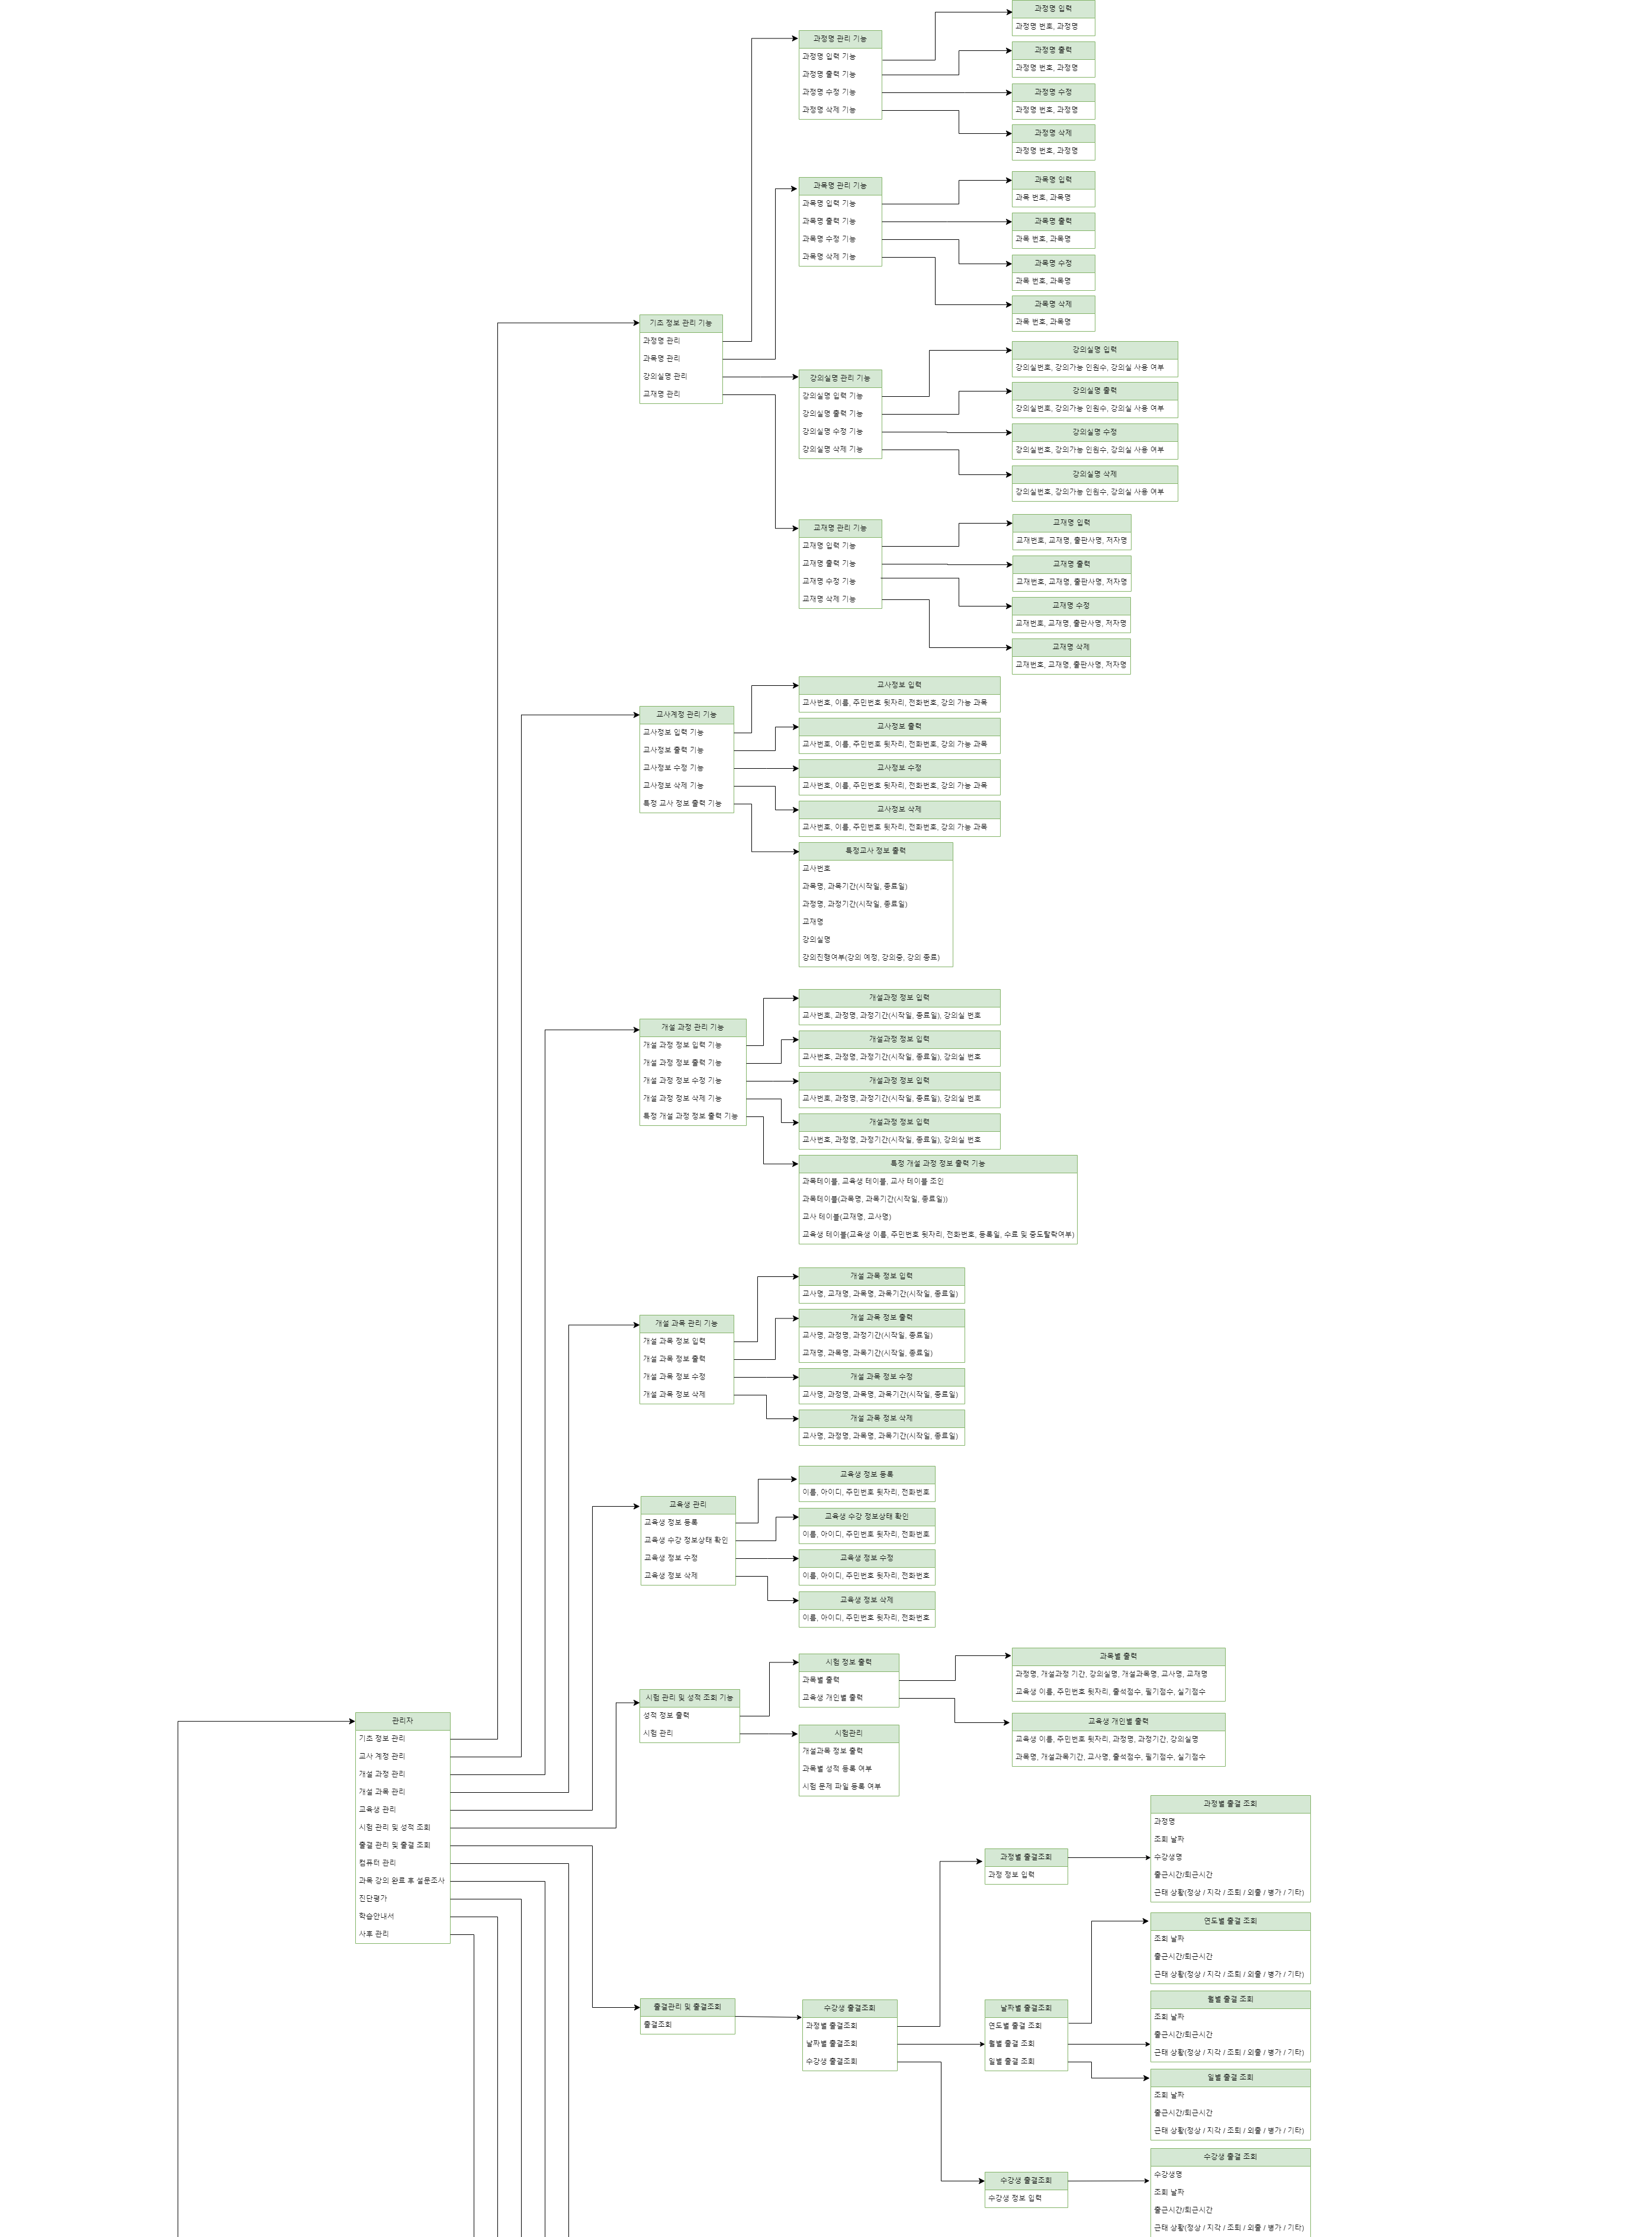 과정명 입력
과정명 번호, 과정명
과정명 출력
과정명 번호, 과정명
과정명 수정
과정명 번호, 과정명
과정명 삭제
과정명 번호, 과정명
과정명 관리 기능
과정명 입력 기능
과정명 출력 기능
과정명 수정 기능
과정명 삭제 기능
과목명 입력
과목 번호, 과목명
과목명 출력
과목 번호, 과목명
과목명 수정
과목 번호, 과목명
과목명 삭제
과목 번호, 과목명
과목명 관리 기능
과목명 입력 기능
과목명 출력 기능
과목명 수정 기능
과목명 삭제 기능
기조 정보 관리 기능
과정명 관리
과목명 관리
강의실명 관리
교재명 관리
강의실명 관리 기능
강의실명 입력 기능
강의실명 출력 기능
강의실명 수정 기능
강의실명 삭제 기능
강의실명 입력
강의실번호, 강의가능 인원수, 강의실 사용 여부
강의실명 출력
강의실번호, 강의가능 인원수, 강의실 사용 여부
강의실명 수정
강의실번호, 강의가능 인원수, 강의실 사용 여부
강의실명 삭제
강의실번호, 강의가능 인원수, 강의실 사용 여부
교재명 관리 기능
교재명 입력 기능
교재명 출력 기능
교재명 수정 기능
교재명 삭제 기능
교재명 입력
교재번호, 교재명, 출판사명, 저자명
교재명 출력
교재번호, 교재명, 출판사명, 저자명
교재명 수정
교재번호, 교재명, 출판사명, 저자명
교재명 삭제
교재번호, 교재명, 출판사명, 저자명
교사계정 관리 기능
교사정보 입력 기능
교사정보 출력 기능
교사정보 수정 기능
교사정보 삭제 기능
특정 교사 정보 출력 기능
교사정보 입력
교사번호, 이름, 주민번호 뒷자리, 전화번호, 강의 가능 과목
교사정보 출력
교사번호, 이름, 주민번호 뒷자리, 전화번호, 강의 가능 과목
교사정보 수정
교사번호, 이름, 주민번호 뒷자리, 전화번호, 강의 가능 과목
교사정보 삭제
교사번호, 이름, 주민번호 뒷자리, 전화번호, 강의 가능 과목
특정교사 정보 출력
교사번호
과목명, 과목기간(시작일, 종료일)
과정명, 과정기간(시작일, 종료일)
교재명
강의실명
강의진행여부(강의 예정, 강의중, 강의 종료)
개설 과정 관리 기능
개설 과정 정보 입력 기능
개설 과정 정보 출력 기능
개설 과정 정보 수정 기능
개설 과정 정보 삭제 기능
특정 개설 과정 정보 출력 기능
개설과정 정보 입력
교사번호, 과정명, 과정기간(시작일, 종료일), 강의실 번호
개설과정 정보 입력
교사번호, 과정명, 과정기간(시작일, 종료일), 강의실 번호
개설과정 정보 입력
교사번호, 과정명, 과정기간(시작일, 종료일), 강의실 번호
개설과정 정보 입력
교사번호, 과정명, 과정기간(시작일, 종료일), 강의실 번호
특정 개설 과정 정보 출력 기능
과목테이블, 교육생 테이블, 교사 테이블 조인
과목테이블(과목명, 과목기간(시작일, 종료일))
교사 테이블(교재명, 교사명)
교육생 테이블(교육생 이름, 주민번호 뒷자리, 전화번호, 등록일, 수료 및 중도탈락여부)
개설 과목 관리 기능
개설 과목 정보 입력
개설 과목 정보 출력
개설 과목 정보 수정
개설 과목 정보 삭제
개설 과목 정보 입력
교사명, 교재명, 과목명, 과목기간(시작일, 종료일)
개설 과목 정보 출력
교사명, 과정명, 과정기간(시작일, 종료일)
교재명, 과목명, 과목기간(시작일, 종료일)
개설 과목 정보 수정
교사명, 과정명, 과목명, 과목기간(시작일, 종료일)
개설 과목 정보 삭제
교사명, 과정명, 과목명, 과목기간(시작일, 종료일)
교육생 관리
교육생 정보 등록
교육생 수강 정보상태 확인
교육생 정보 수정
교육생 정보 삭제
교육생 정보 등록
이름, 아이디, 주민번호 뒷자리, 전화번호
교육생 수강 정보상태 확인
이름, 아이디, 주민번호 뒷자리, 전화번호
교육생 정보 수정
이름, 아이디, 주민번호 뒷자리, 전화번호
교육생 정보 삭제
이름, 아이디, 주민번호 뒷자리, 전화번호
시험 관리 및 성적 조회 기능
성적 정보 출력
시험 관리
시험 정보 출력
과목별 출력
교육생 개인별 출력
시험관리
개설과목 정보 출력
과목별 성적 등록 여부
시험 문제 파일 등록 여부
과목별 출력
과정명, 개설과정 기간, 강의실명, 개설과목명, 교사명, 교재명
교육생 이름, 주민번호 뒷자리, 출석점수, 필기점수, 실기점수
교육생 개인별 출력
교육생 이름, 주민번호 뒷자리, 과정명, 과정기간, 강의실명
과목명, 개설과목기간, 교사명, 출석점수, 필기점수, 실기점수
관리자
기조 정보 관리
교사 계정 관리
개설 과정 관리
개설 과목 관리
교육생 관리
시험 관리 및 성적 조회
출결 관리 및 출결 조회
컴퓨터 관리
과목 강의 완료 후 설문조사
진단평가
학습안내서
사후 관리
출결관리 및 출결조회
출결조회
수강생 출결조회
과정별 출결조회
날짜별 출결조회
수강생 출결조회
과정별 출결조회
과정 정보 입력
과정별 출결 조회
과정명
조회 날짜
수강생명
출근시간/퇴근시간
근태 상황(정상 / 지각 / 조퇴 / 외출 / 병가 / 기타)
날짜별 출결조회
연도별 출결 조회
월별 출결 조회
일별 출결 조회
연도별 출결 조회
조회 날짜
출근시간/퇴근시간
근태 상황(정상 / 지각 / 조퇴 / 외출 / 병가 / 기타)
월별 출결 조회
조회 날짜
출근시간/퇴근시간
근태 상황(정상 / 지각 / 조퇴 / 외출 / 병가 / 기타)
일별 출결 조회
조회 날짜
출근시간/퇴근시간
근태 상황(정상 / 지각 / 조퇴 / 외출 / 병가 / 기타)
수강생 출결조회
수강생 정보 입력
수강생 출결 조회
수강생명
조회 날짜
출근시간/퇴근시간
근태 상황(정상 / 지각 / 조퇴 / 외출 / 병가 / 기타)